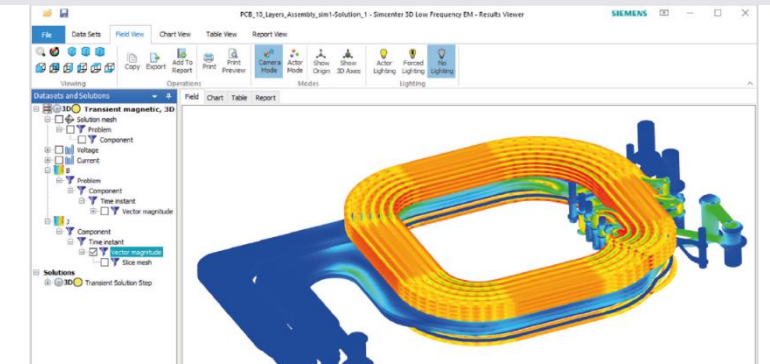 PCB_10_Layers_Assembly_sim1-Solution_1 - Simcenter 3D Low Frequency EM - Results Viewer
SIEMENS
File Data Sets Field View Chart View Table View Report View
Copy Export Add To Report Print Print Preview Camera Mode Actor Mode Show Origin Show 3D Axes Actor Lighting Forced Lighting No Lighting
Viewing Operations Modes Lighting
Datasets and Solutions
Field Chart Table Report
3D Transient magnetic, 3D
Solution mesh
Problem
Component
Voltage
Current
B
Problem
Component
Time instant
Vector magnitude
J
Component
Time instant
Vector magnitude
Slice mesh
Solutions
3D Transient Solution Step